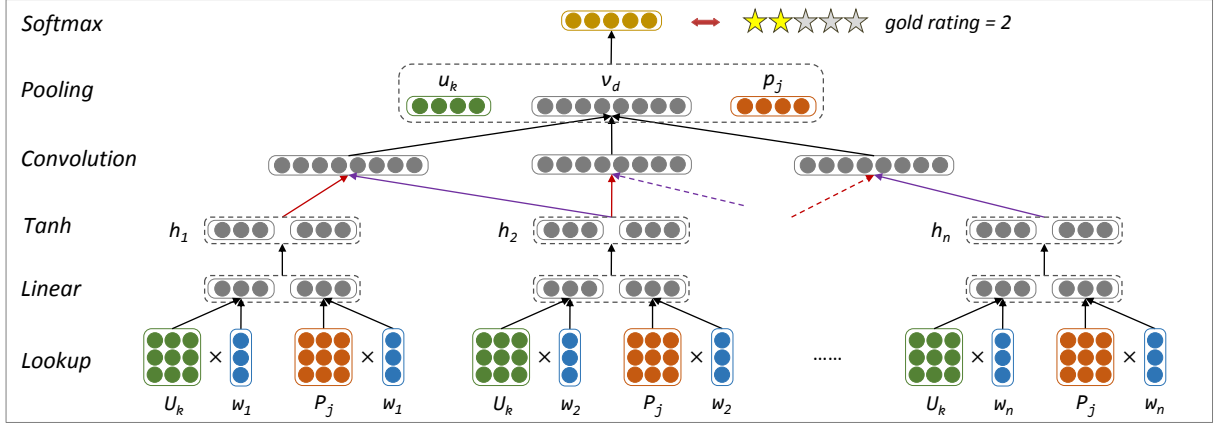 Softmax
gold rating = 2
Pooling
u_k v_d p_j
Convolution
Tanh h_1 h_2 h_n
Linear
Lookup × × × × …… × ×
U_k w_1 P_j w_1 U_k w_2 P_j w_2 U_k w_n P_j w_n